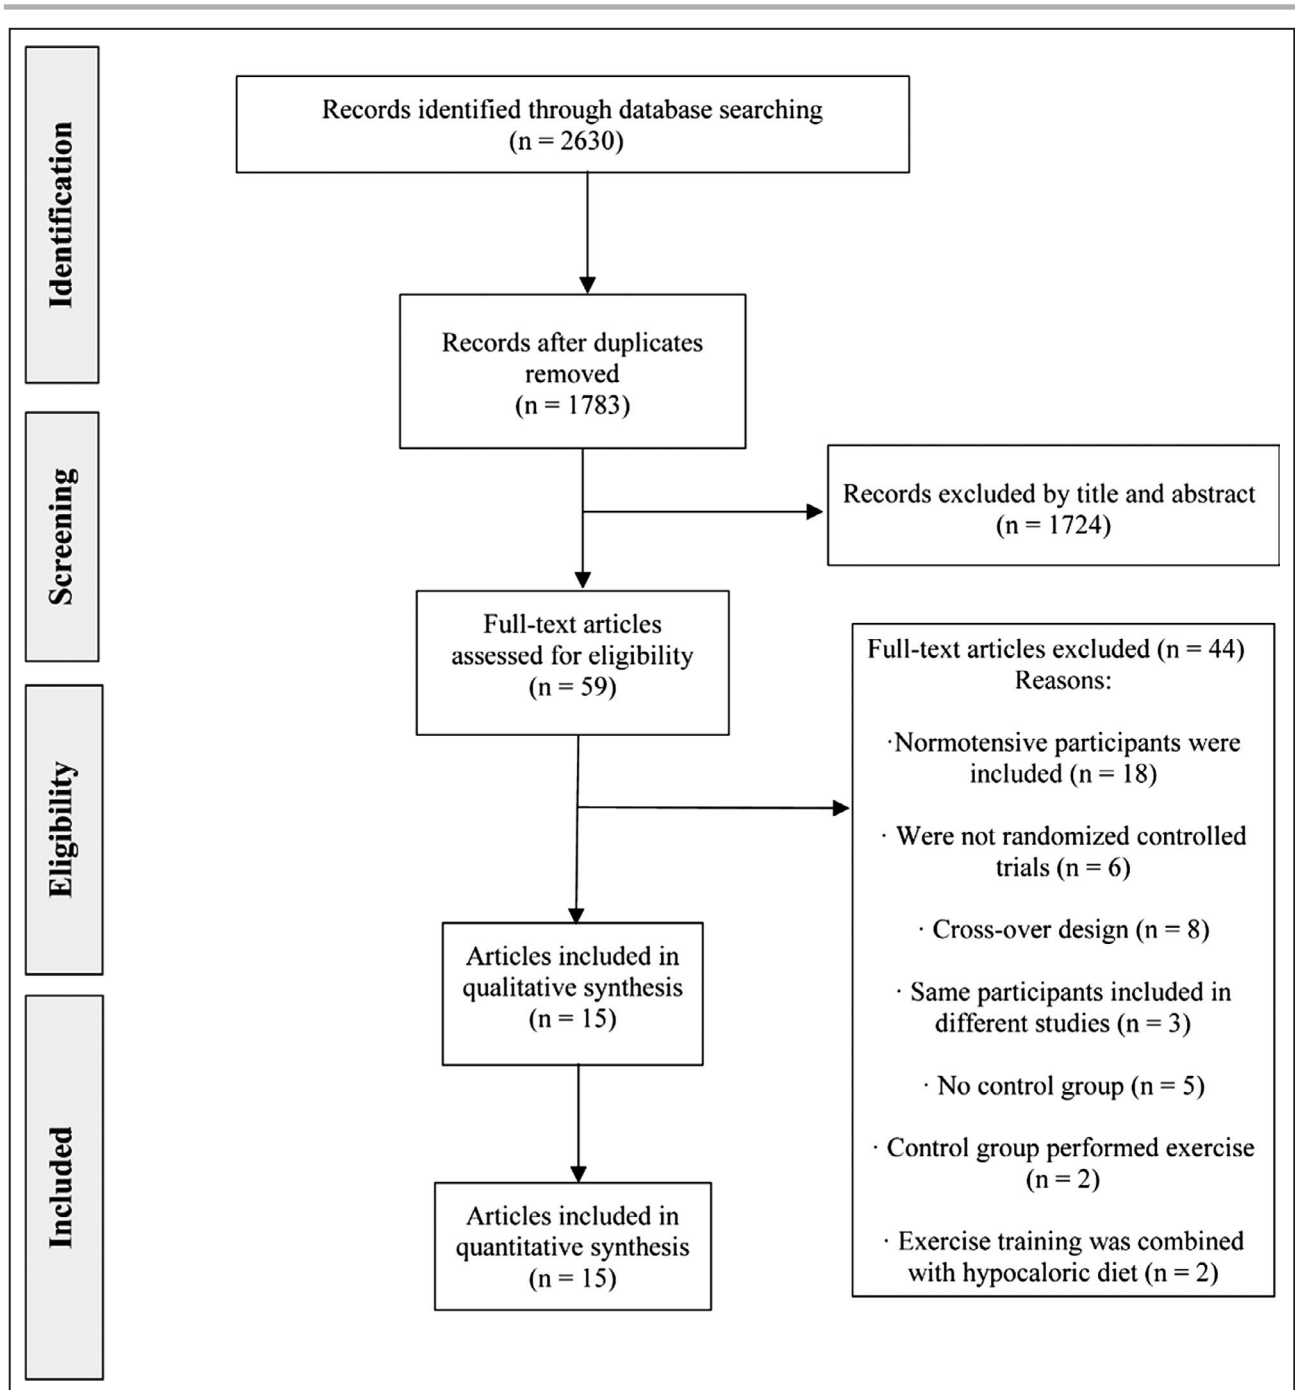 Identification
Records identified through database searching
(n = 2630)
Records after duplicates
removed
(n = 1783)
Screening
Records excluded by title and abstract
(n = 1724)
Full-text articles
assessed for eligibility
(n = 59)
Eligibility
Full-text articles excluded (n = 44)
Reasons:
·Normotensive participants were
included (n = 18)
· Were not randomized controlled
trials (n = 6)
· Cross-over design (n = 8)
· Same participants included in
different studies (n = 3)
· No control group (n = 5)
· Control group performed exercise
(n = 2)
· Exercise training was combined
with hypocaloric diet (n = 2)
Articles included in
qualitative synthesis
(n = 15)
Included
Articles included in
quantitative synthesis
(n = 15)